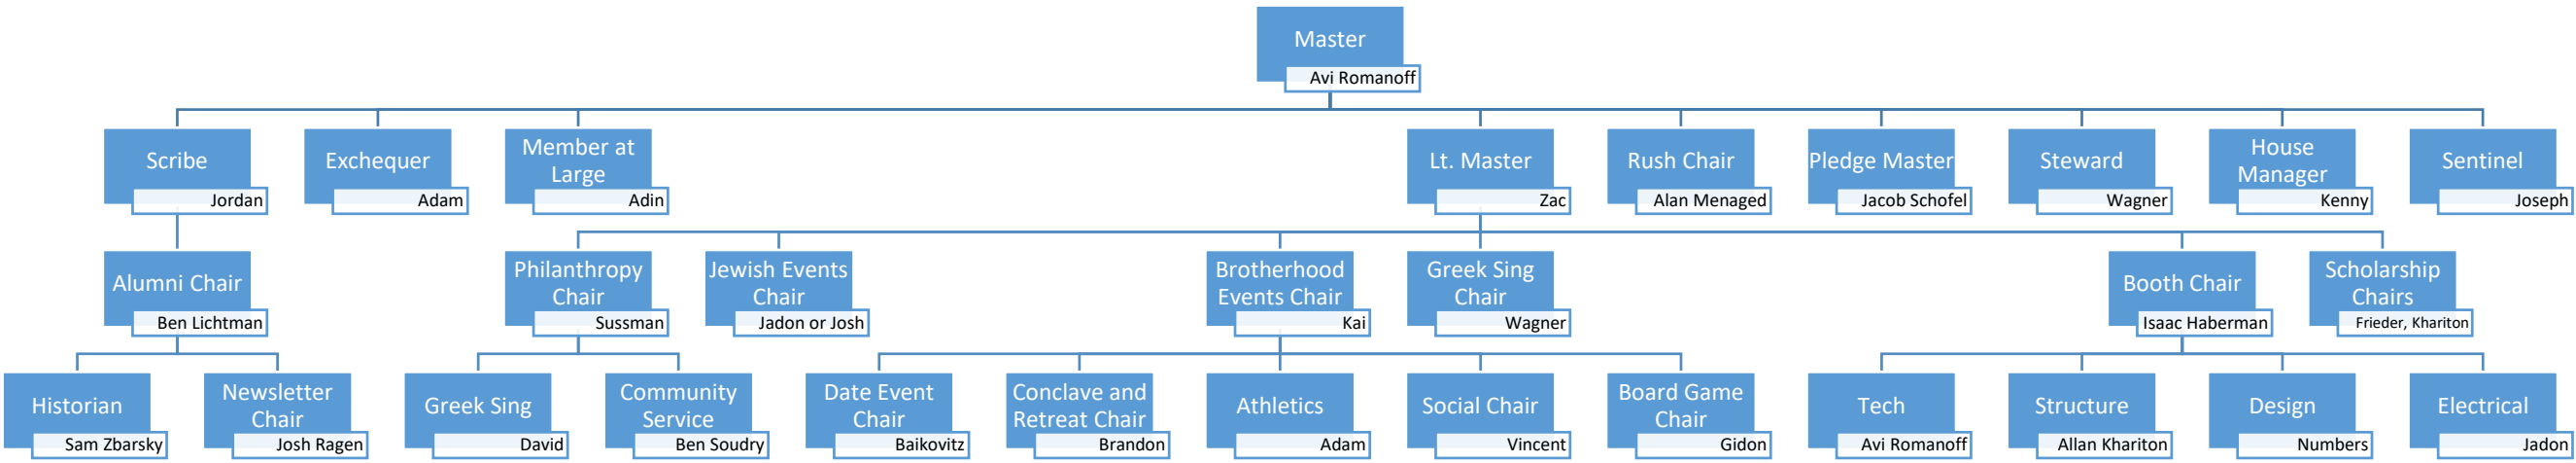 Master
Avi Romanoff
Scribe
Jordan
Exchequer
Adam
Member at
Large
Adin
Lt. Master
Zac
Rush Chair
Alan Menaged
Pledge Master
Jacob Schofel
Steward
Wagner
House
Manager
Kenny
Sentinel
Joseph
Alumni Chair
Ben Lichtman
Philanthropy
Chair
Sussman
Jewish Events
Chair
Jadon or Josh
Brotherhood
Events Chair
Kai
Greek Sing
Chair
Wagner
Booth Chair
Isaac Haberman
Scholarship
Chairs
Frieder, Khariton
Historian
Sam Zbarsky
Newsletter
Chair
Josh Ragen
Greek Sing
David
Community
Service
Ben Soudry
Date Event
Chair
Baikovitz
Conclave and
Retreat Chair
Brandon
Athletics
Adam
Social Chair
Vincent
Board Game
Chair
Gidon
Tech
Avi Romanoff
Structure
Allan Khariton
Design
Numbers
Electrical
Jadon